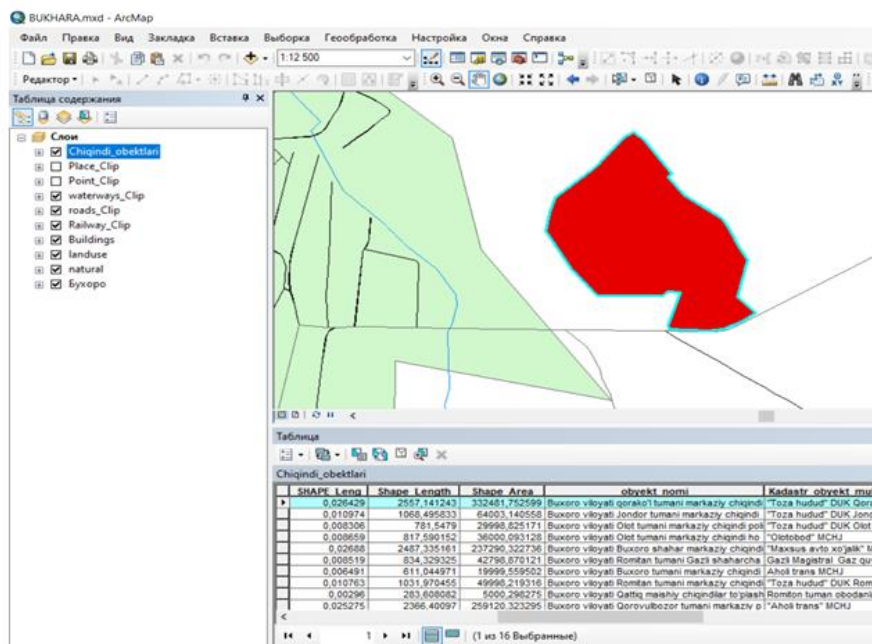 BUKHARA.mxd - ArcMap
Файл Правка Вид Закладка Вставка Выборка Геообработка Настройка Окна Справка
1:12 500
Редактор
Таблица содержания
Слои
Chiqindi_obektlari
Place_Clip
Point_Clip
waterways_Clip
roads_Clip
Railway_Clip
Buildings
landuse
natural
Бухоро
Таблица
Chiqindi_obektlari
SHAPE_Leng Shape_Length Shape_Area obyekt_nomi Kadastr_obyekt_mu
0,026429 2557,141243 332481,752599 Buxoro viloyati qorako'l tumani markaziy chiqindi "Toza hudud" DUK Qora
0,010974 1068,495833 64003,140558 Buxoro viloyati Jondor tumani markaziy chiqindi "Toza hudud" DUK Jond
0,008306 781,5479 29998,825171 Buxoro viloyati Olot tumani markaziy chiqindi poli "Toza hudud" DUK Olot
0,008659 817,590152 36000,093128 Buxoro viloyati Olot tumani markaziy chiqindi ho "Olotobod" MCHJ
0,02688 2487,335161 237290,322736 Buxoro viloyati Buxoro shahar markaziy chiqindi "Maxsus avto xo'jalik" M
0,008519 834,329325 42798,870121 Buxoro viloyati Romitan tumani Gazli shaharcha Gazli Magistral Gaz qu
0,006491 611,044971 19999,559502 Buxoro viloyati Romitan tumani markaziy chiqindi Aholi trans MCHJ
0,010763 1031,970455 49998,219316 Buxoro viloyati Romitan tumani markaziy chiqindi "Toza hudud" DUK Rom
0,00296 283,608082 5000,298275 Buxoro viloyati Qattiq maishiy chiqindilar to'plash Romiton tuman obodanl
0,025275 2366,40097 259120,323295 Buxoro viloyati Qorovulbozor tumani markaziy p "Aholi trans" MCHJ
1 (1 из 16 Выбранные)